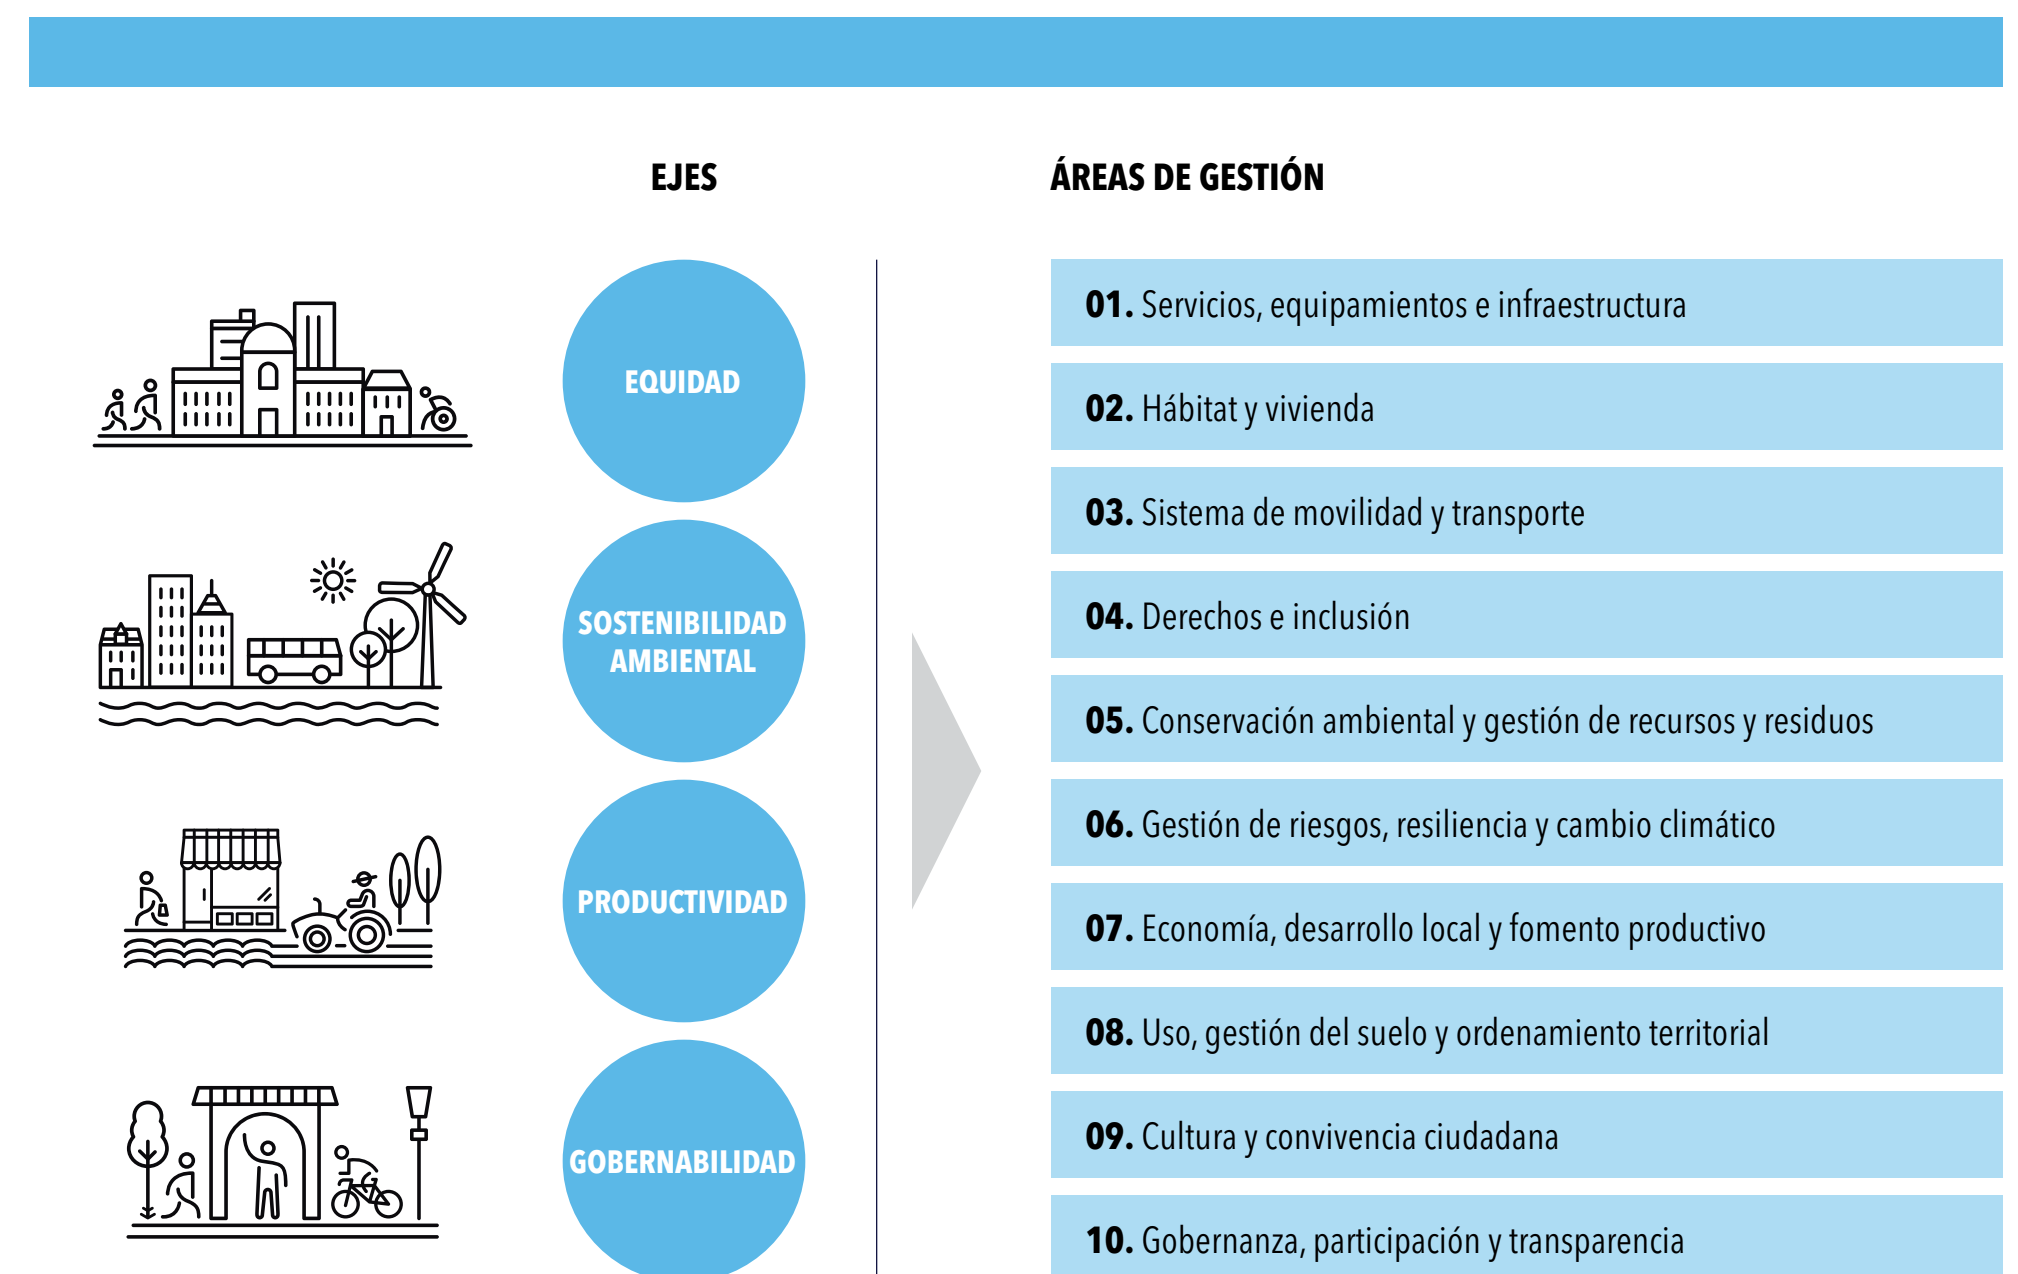 EJES
ÁREAS DE GESTIÓN
EQUIDAD
SOSTENIBILIDAD
AMBIENTAL
PRODUCTIVIDAD
GOBERNABILIDAD
01. Servicios, equipamientos e infraestructura
02. Hábitat y vivienda
03. Sistema de movilidad y transporte
04. Derechos e inclusión
05. Conservación ambiental y gestión de recursos y residuos
06. Gestión de riesgos, resiliencia y cambio climático
07. Economía, desarrollo local y fomento productivo
08. Uso, gestión del suelo y ordenamiento territorial
09. Cultura y convivencia ciudadana
10. Gobernanza, participación y transparencia